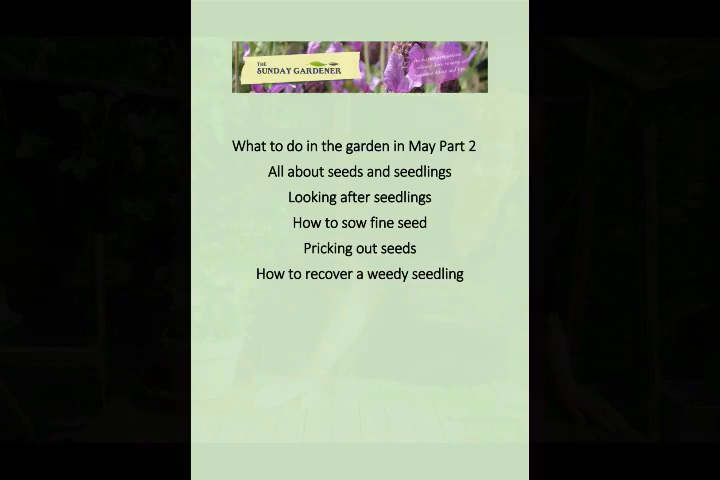 THE
SUNDAY GARDENER
What to do in the garden in May Part 2
All about seeds and seedlings
Looking after seedlings
How to sow fine seed
Pricking out seeds
How to recover a weedy seedling